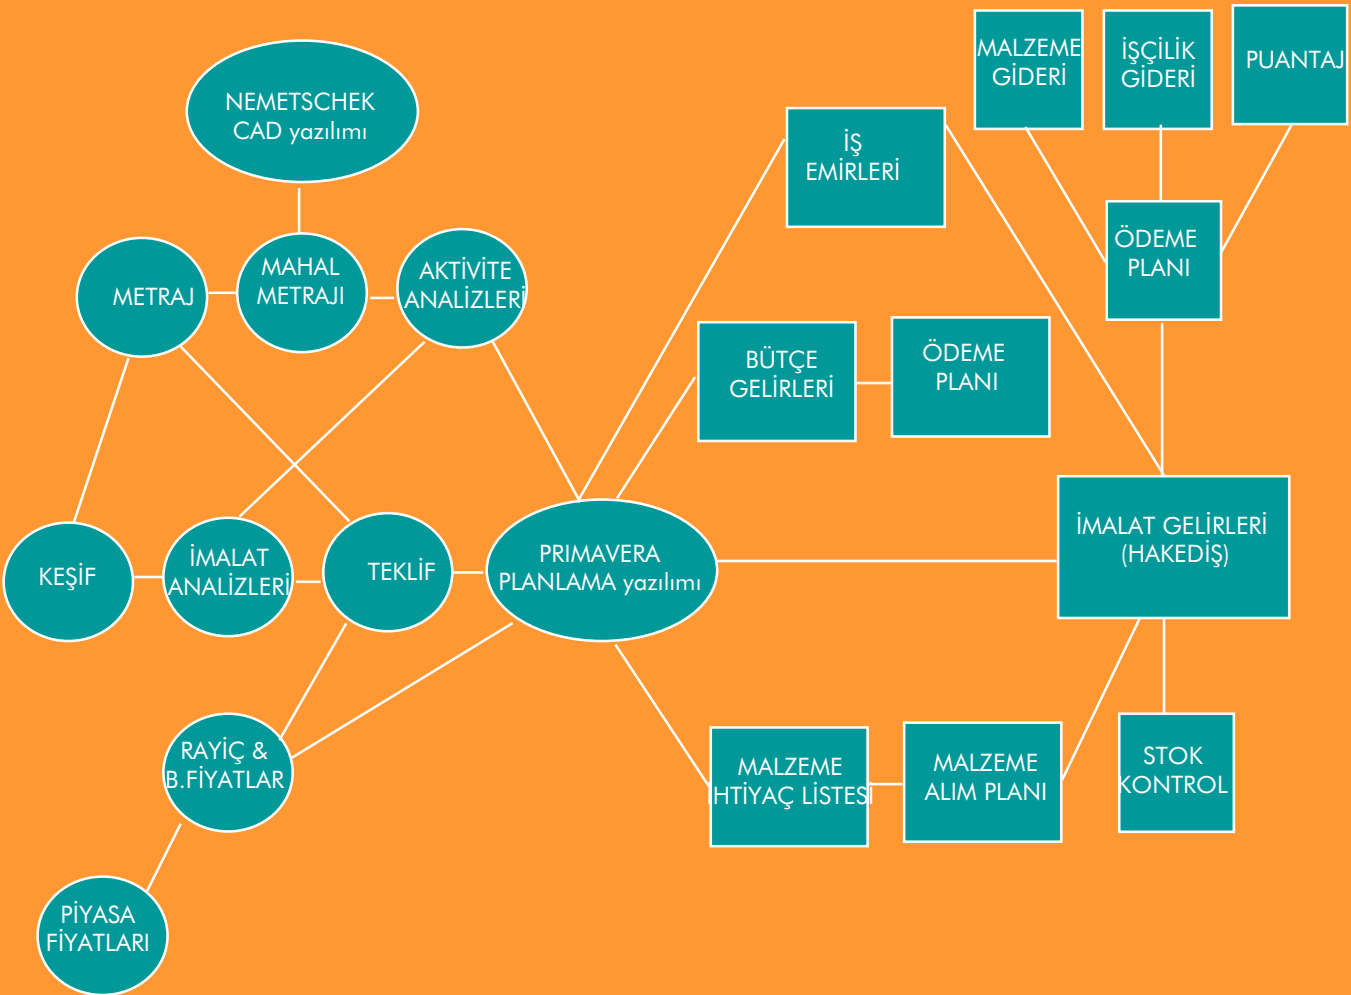 MALZEME
GİDERİ
İŞÇİLİK
GİDERİ
PUANTAJ
NEMETSCHEK
CAD yazılımı
İŞ
EMİRLERİ
ÖDEME
PLANI
METRAJ
MAHAL
METRAJI
AKTİVİTE
ANALİZLERİ
BÜTÇE
GELİRLERİ
ÖDEME
PLANI
KEŞİF
İMALAT
ANALİZLERİ
TEKLİF
PRIMAVERA
PLANLAMA yazılımı
İMALAT GELİRLERİ
(HAKEDİŞ)
RAYİÇ &
B.FİYATLAR
MALZEME
İHTİYAÇ LİSTESİ
MALZEME
ALIM PLANI
STOK
KONTROL
PİYASA
FİYATLARI